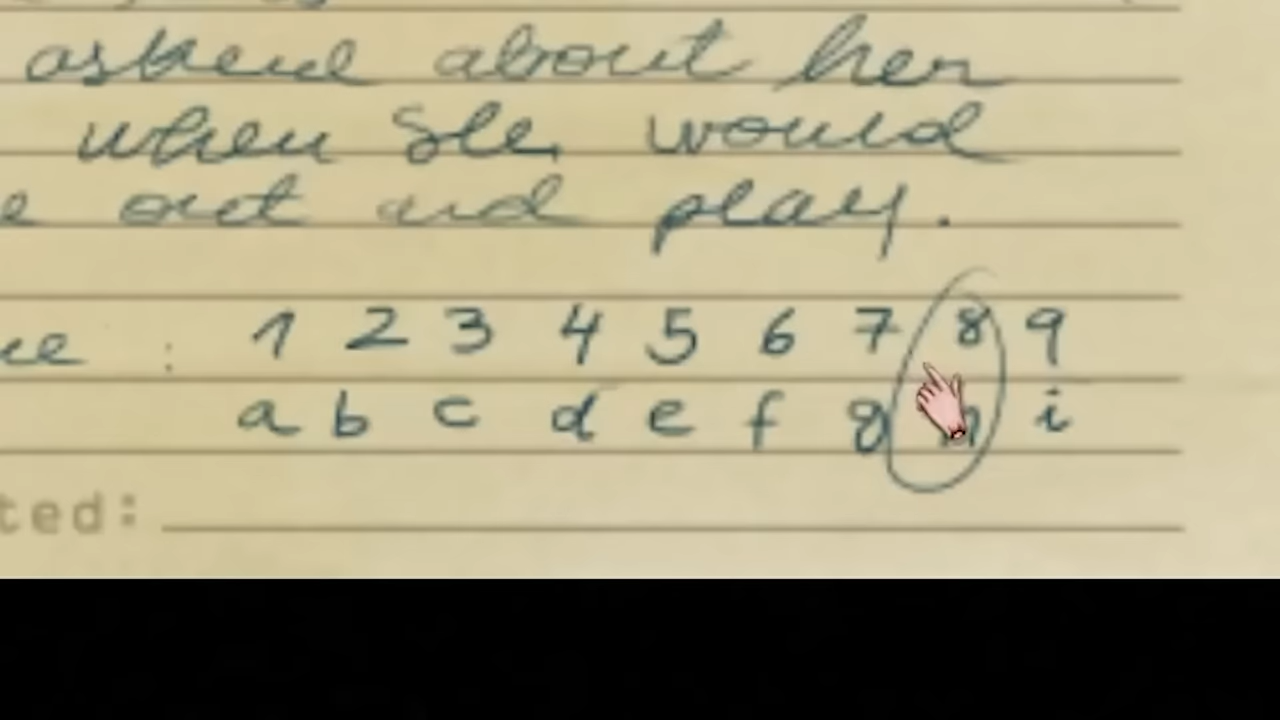 asked about her
when she would
e out and play.
ce : 1 2 3 4 5 6 7 8 9
a b c d e f g h i
ted: